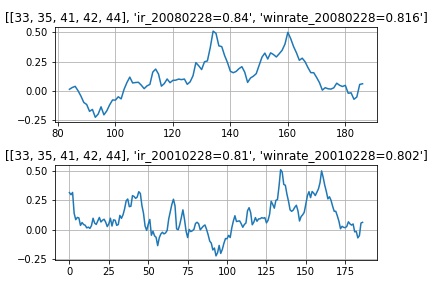 [[33, 35, 41, 42, 44], 'ir_20080228=0.84', 'winrate_20080228=0.816']
0.50
0.25
0.00
−0.25
80 100 120 140 160 180
[[33, 35, 41, 42, 44], 'ir_20010228=0.81', 'winrate_20010228=0.802']
0.50
0.25
0.00
−0.25
0 25 50 75 100 125 150 175